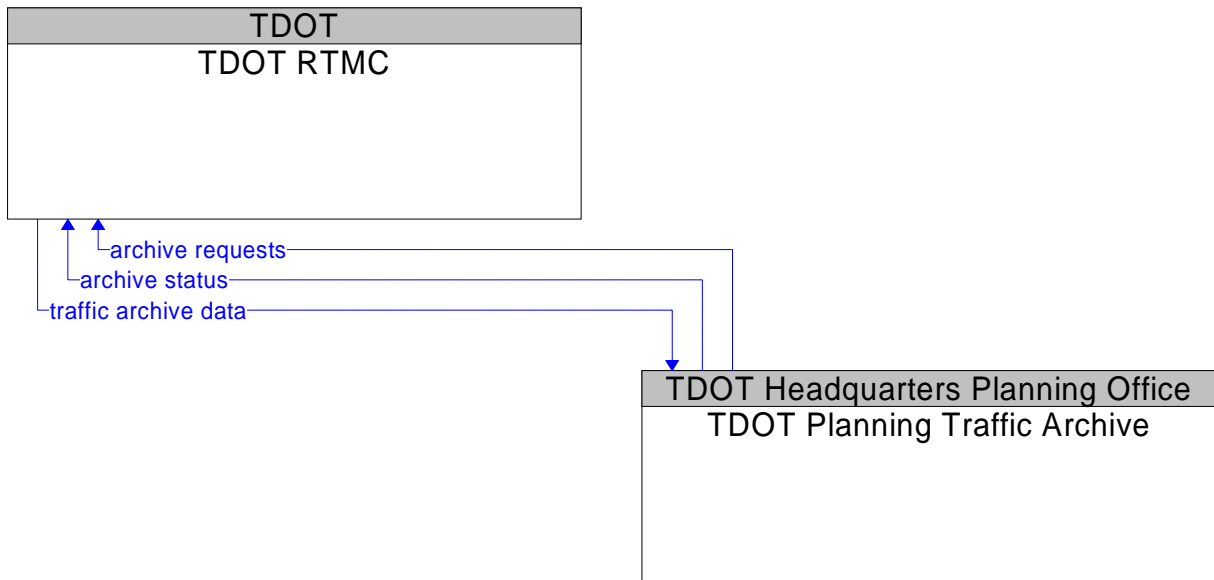 TDOT
TDOT RTMC
archive requests
archive status
traffic archive data
TDOT Headquarters Planning Office
TDOT Planning Traffic Archive